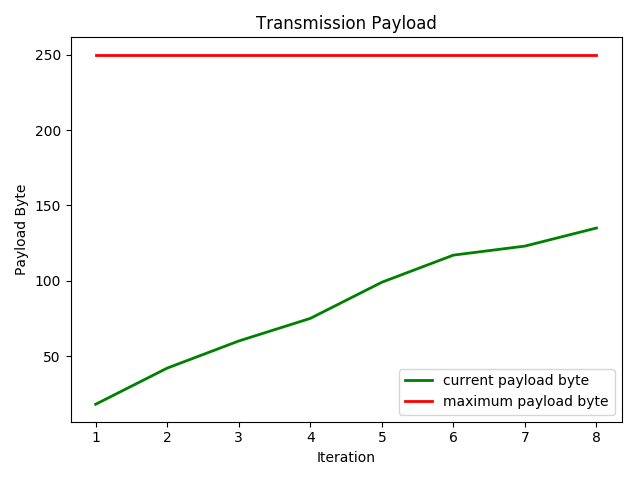 Transmission Payload
250
200
150
100
50
Payload Byte
current payload byte
maximum payload byte
1 2 3 4 5 6 7 8
Iteration